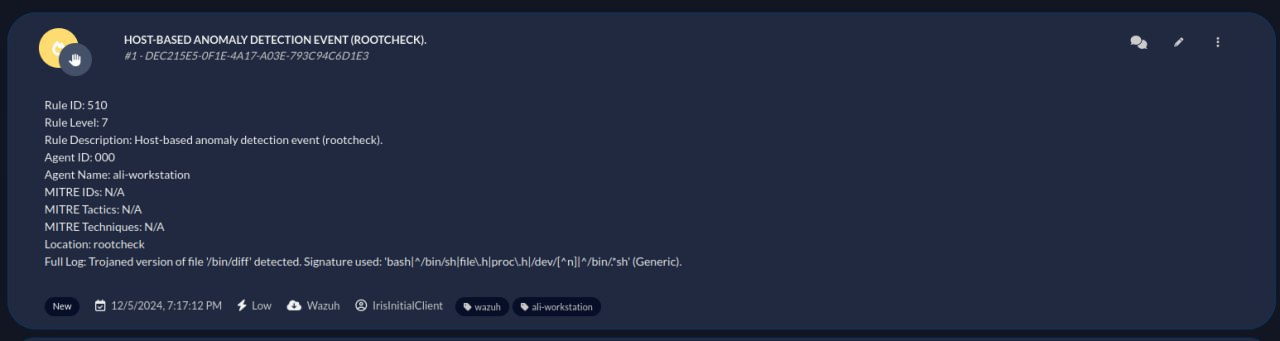 HOST-BASED ANOMALY DETECTION EVENT (ROOTCHECK).
#1 - DEC215E5-0F1E-4A17-A03E-793C94C6D1E3
Rule ID: 510
Rule Level: 7
Rule Description: Host-based anomaly detection event (rootcheck).
Agent ID: 000
Agent Name: ali-workstation
MITRE IDs: N/A
MITRE Tactics: N/A
MITRE Techniques: N/A
Location: rootcheck
Full Log: Trojaned version of file '/bin/diff' detected. Signature used: 'bash|^/bin/sh|file\.h|proc\.h|/dev/[^n]|^/bin/.*sh' (Generic).
New 12/5/2024, 7:17:12 PM Low Wazuh IrisInitialClient wazuh ali-workstation